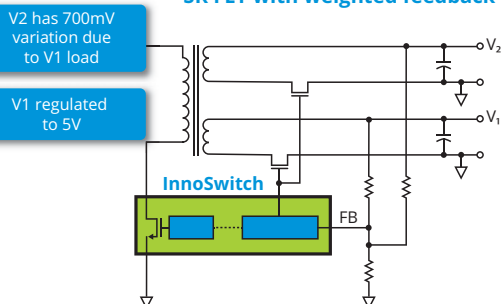 SR FET with weighted feedback
V2 has 700mV
variation due
to V1 load
V2
V1 regulated
to 5V
V1
InnoSwitch
FB